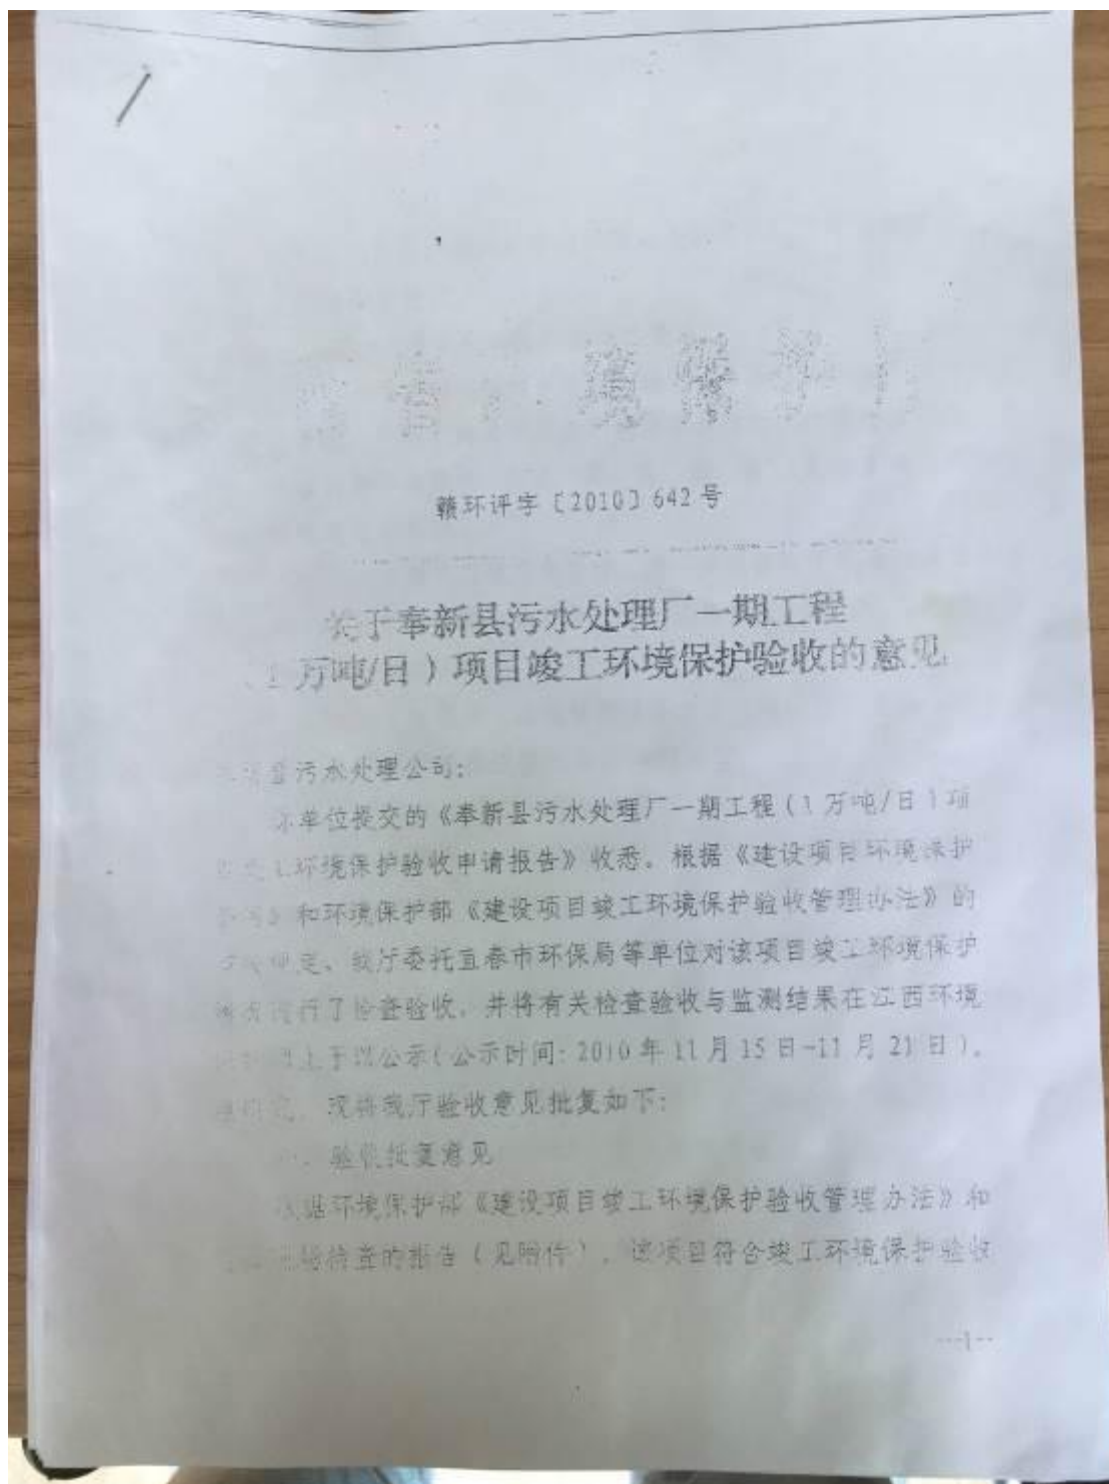 省 境保护
赣环评字〔2010〕642号
关于奉新县污水处理厂一期工程
1万吨/日）项目竣工环境保护验收的意见
污水处理公司：
单位提交的《奉新县污水处理厂一期工程（1万吨/日）项
环境保护验收申请报告》收悉。根据《建设项目环境保护
和环境保护部《建设项目竣工环境保护验收管理办法》的
规定，我厅委托宜春市环保局等单位对该项目竣工环境保护
进行了检查验收，并将有关检查验收与监测结果在江西环境
上予以公示（公示时间：2010年11月15日-11月21日）。
现将我厅验收意见批复如下：
、验收批复意见
根据环境保护部《建设项目竣工环境保护验收管理办法》和
检查的报告（见附件），该项目符合竣工环境保护验收
---1--